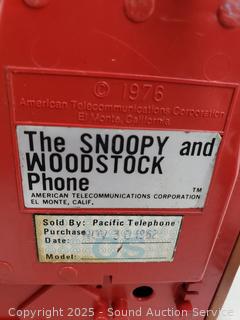 © 1976
American Telecommunications Corporation
El Monte, California
The SNOOPY and
WOODSTOCK
Phone
TM
AMERICAN TELECOMMUNICATIONS CORPORATION
EL MONTE, CALIF.
Sold By: Pacific Telephone
Purchase
Date:
Model:
Copyright © 2025 - Sound Auction Service